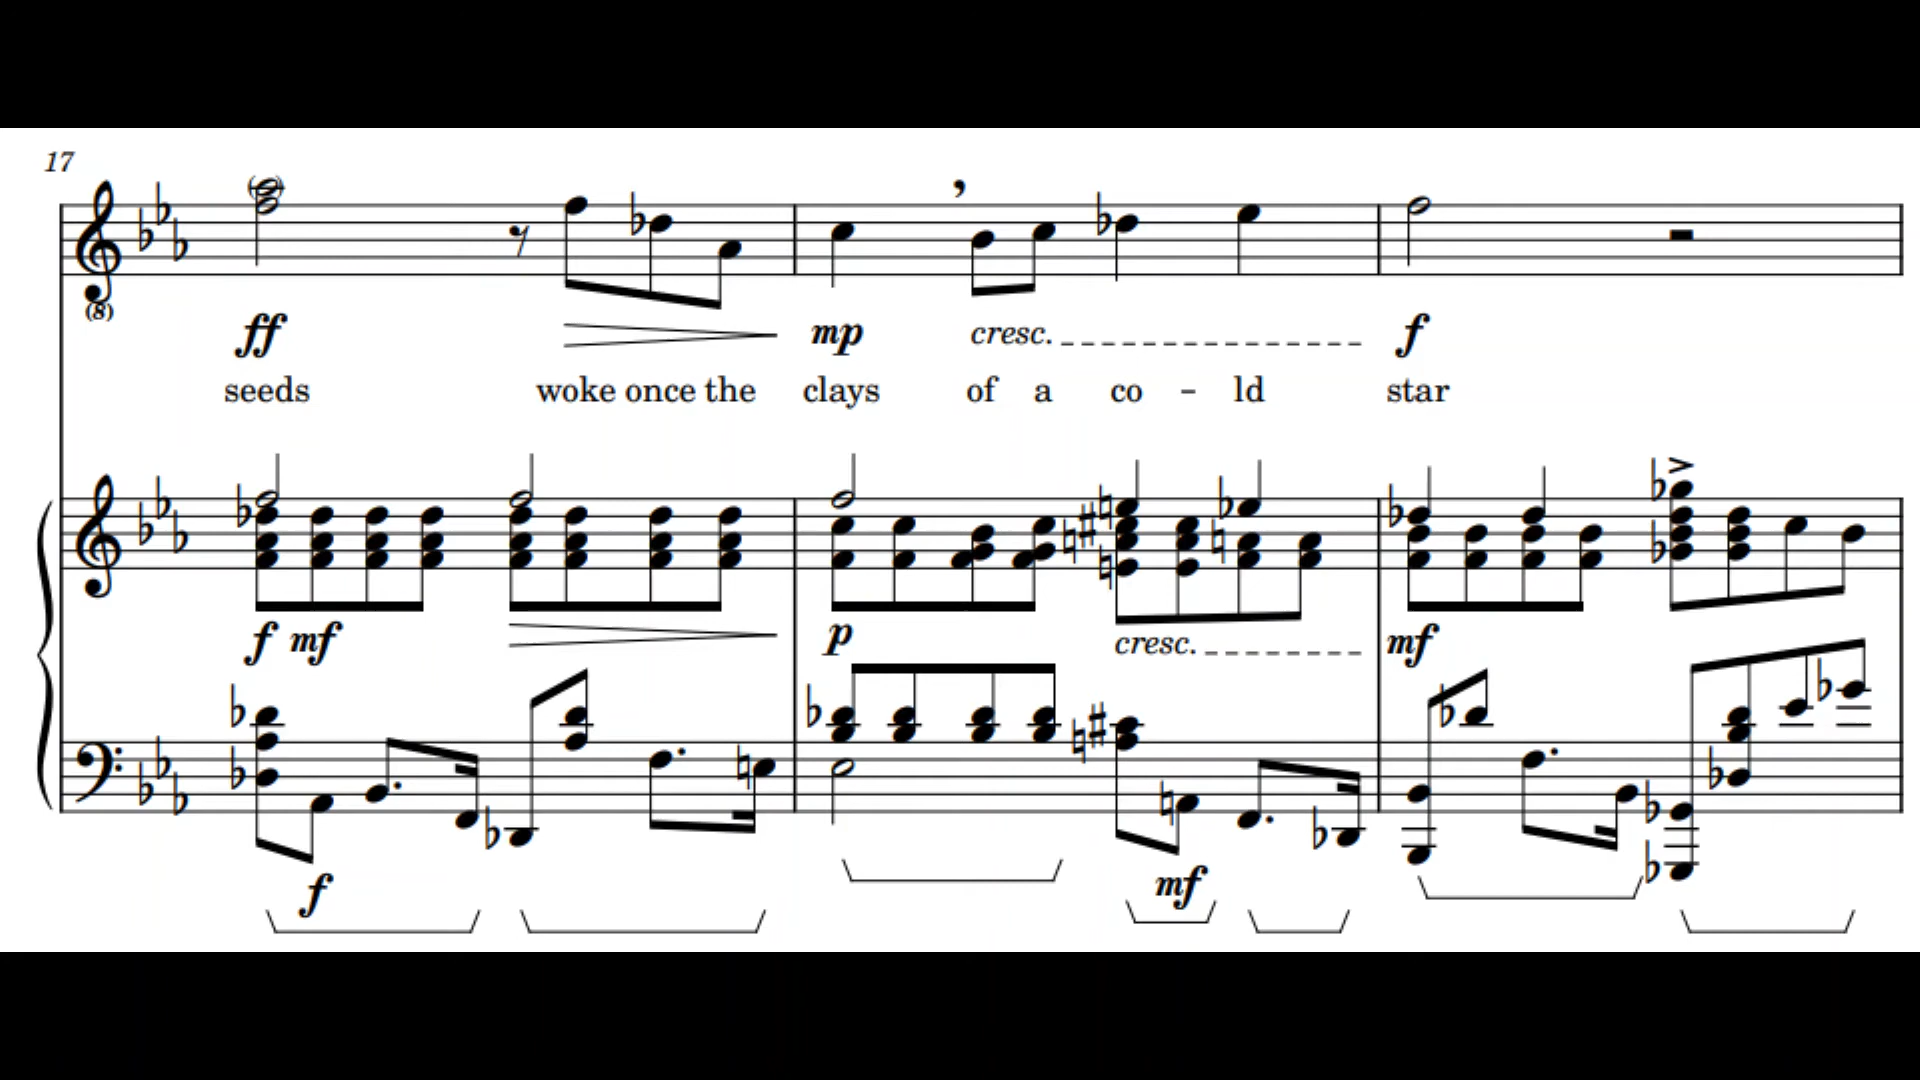 17
(8)
ff mp cresc. f
seeds woke once the clays of a co - ld star
f mf p cresc. mf
f mf